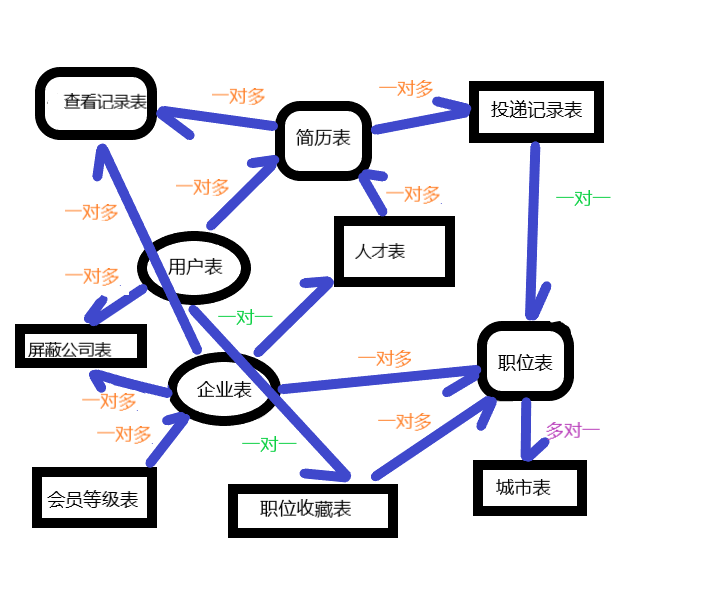 一对多
一对多
查看记录表
投递记录表
简历表
一对多
一对多
一对多
一对一
人才表
用户表
一对多
一对一
屏蔽公司表
一对多
职位表
企业表
一对多
一对多
一对多
多对一
一对一
会员等级表
城市表
职位收藏表